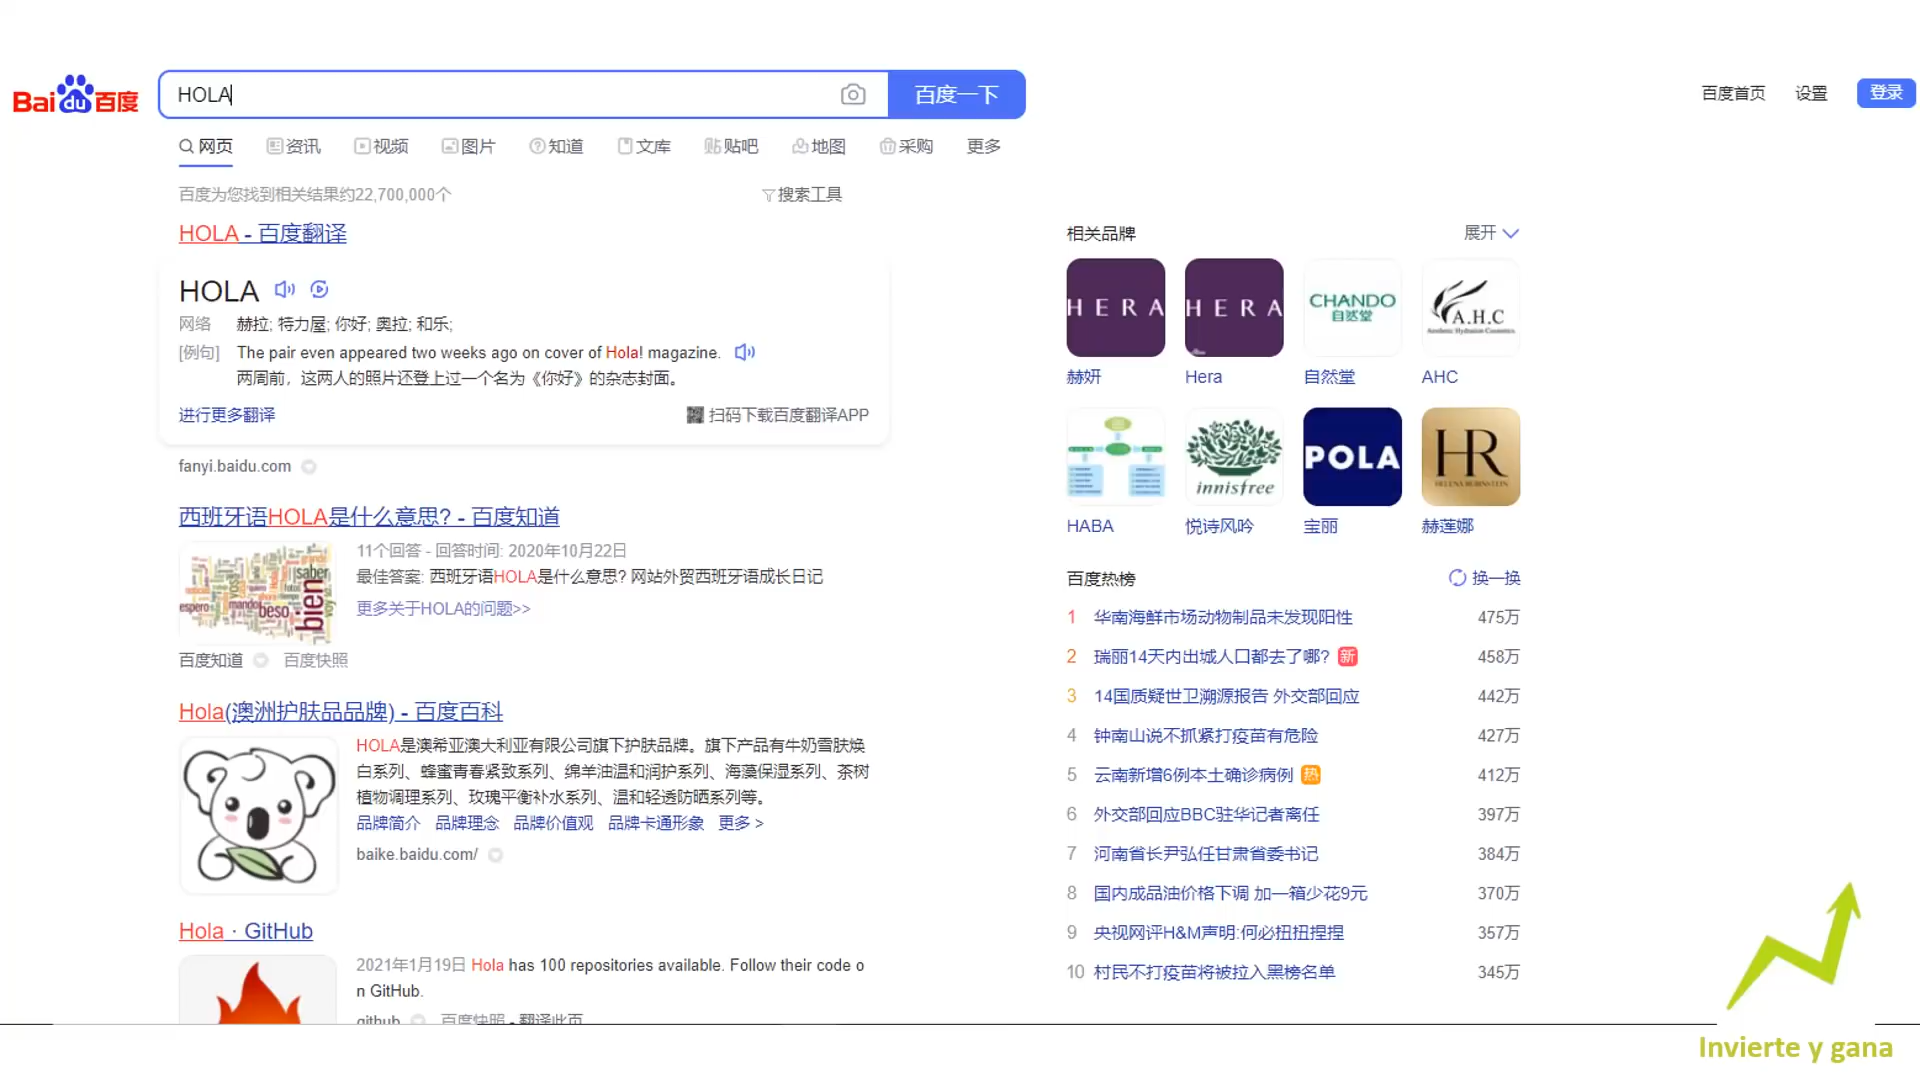 Bai du 百度
HOLA
百度一下
百度首页 设置 登录
网页 资讯 视频 图片 知道 文库 贴吧 地图 采购 更多
百度为您找到相关结果约22,700,000个 搜索工具
HOLA - 百度翻译
HOLA
网络 赫拉; 特力屋; 你好; 奥拉; 和乐;
[例句] The pair even appeared two weeks ago on cover of Hola! magazine.
两周前，这两人的照片还登上过一个名为《你好》的杂志封面。
进行更多翻译 扫码下载百度翻译APP
fanyi.baidu.com
西班牙语HOLA是什么意思? - 百度知道
saber
bien
espero mando beso
11个回答 - 回答时间: 2020年10月22日
最佳答案: 西班牙语HOLA是什么意思? 网站外贸西班牙语成长日记
更多关于HOLA的问题>>
百度知道 百度快照
Hola(澳洲护肤品品牌) - 百度百科
HOLA是澳希亚澳大利亚有限公司旗下护肤品牌。旗下产品有牛奶雪肤焕
白系列、蜂蜜青春紧致系列、绵羊油温和润护系列、海藻保湿系列、茶树
植物调理系列、玫瑰平衡补水系列、温和轻透防晒系列等。
品牌简介 品牌理念 品牌价值观 品牌卡通形象 更多 >
baike.baidu.com/
Hola · GitHub
2021年1月19日 Hola has 100 repositories available. Follow their code o
n GitHub.
github 百度快照 - 翻译此页
相关品牌 展开
HERA HERA CHANDO 自然堂 A.H.C
赫妍 Hera 自然堂 AHC
innisfree POLA HR HELENA RUBINSTEIN
HABA 悦诗风吟 宝丽 赫莲娜
百度热榜 换一换
1 华南海鲜市场动物制品未发现阳性 475万
2 瑞丽14天内出城人口都去了哪? 新 458万
3 14国质疑世卫溯源报告 外交部回应 442万
4 钟南山说不抓紧打疫苗有危险 427万
5 云南新增6例本土确诊病例 热 412万
6 外交部回应BBC驻华记者离任 397万
7 河南省长尹弘任甘肃省委书记 384万
8 国内成品油价格下调 加一箱少花9元 370万
9 央视网评H&M声明:何必扭扭捏捏 357万
10 村民不打疫苗将被拉入黑榜名单 345万
Invierte y gana